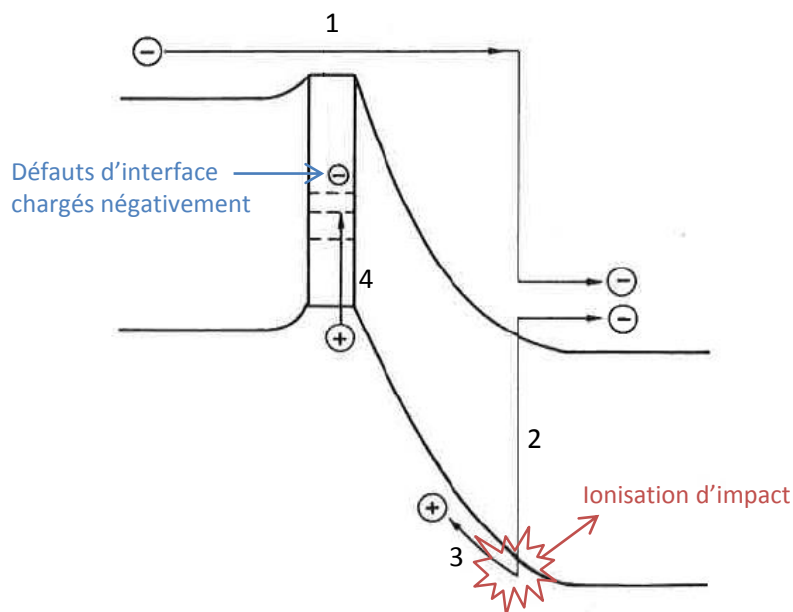 1
Défauts d’interface
chargés négativement
4
2
Ionisation d’impact
3